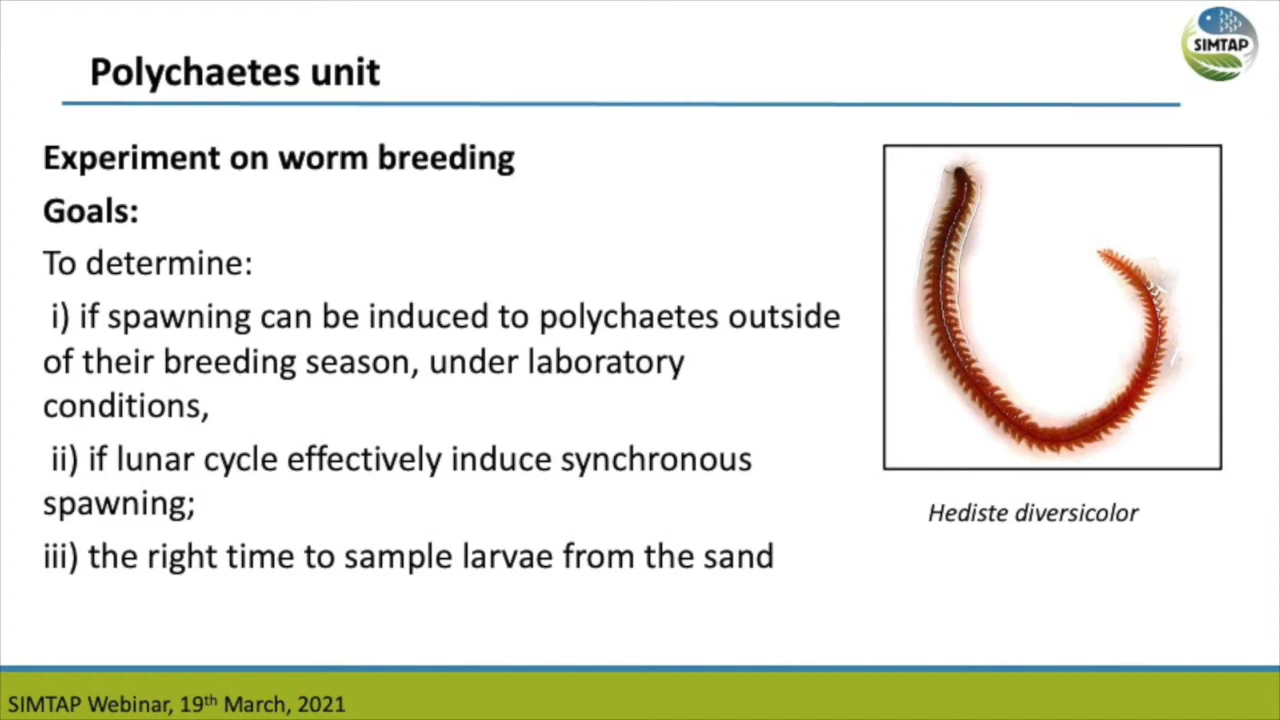 SIMTAP
Polychaetes unit
Experiment on worm breeding
Goals:
To determine:
i) if spawning can be induced to polychaetes outside
of their breeding season, under laboratory
conditions,
ii) if lunar cycle effectively induce synchronous
spawning;
iii) the right time to sample larvae from the sand
Hediste diversicolor
SIMTAP Webinar, 19th March, 2021